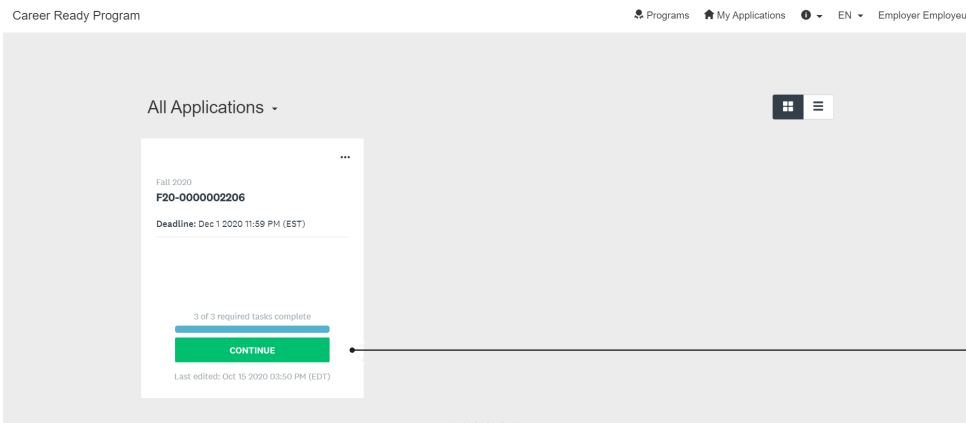 Career Ready Program
Programs My Applications EN Employer Employeu
All Applications
Fall 2020
F20-0000002206
Deadline: Dec 1 2020 11:59 PM (EST)
3 of 3 required tasks complete
CONTINUE
Last edited: Oct 15 2020 03:50 PM (EDT)